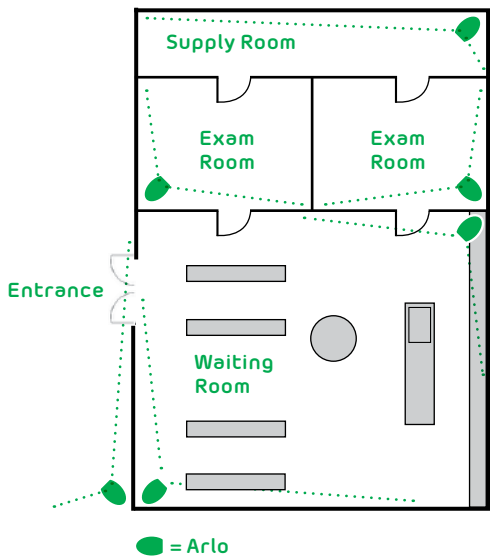 Supply Room
Exam
Room
Exam
Room
Entrance
Waiting
Room
= Arlo